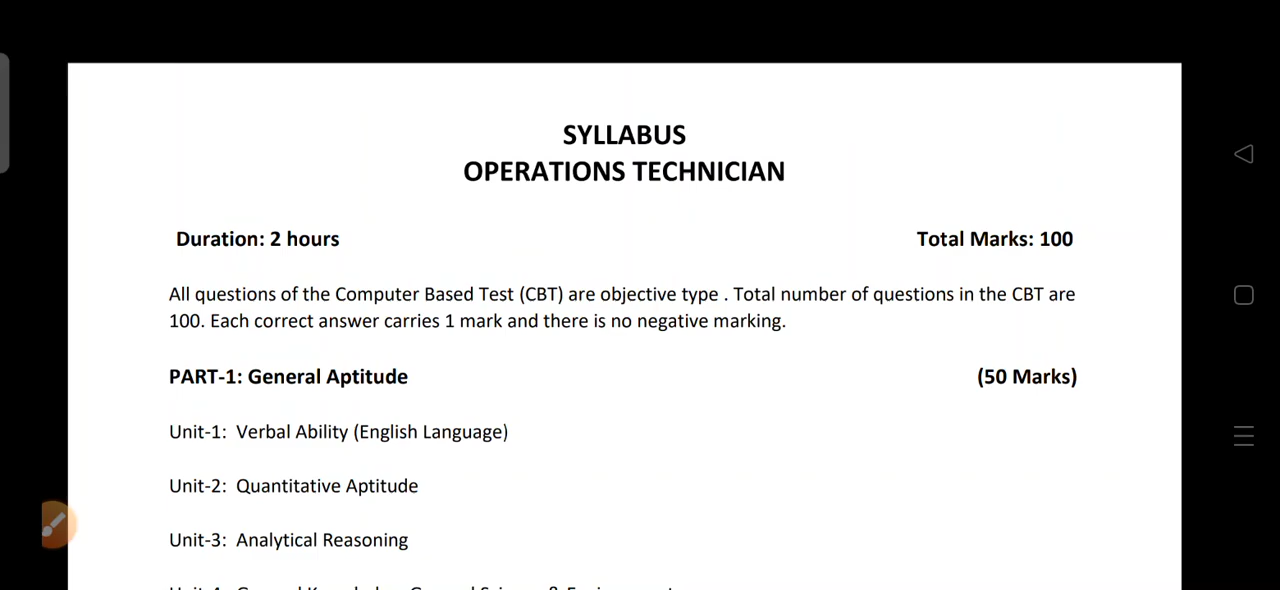 SYLLABUS
OPERATIONS TECHNICIAN
Duration: 2 hours Total Marks: 100
All questions of the Computer Based Test (CBT) are objective type . Total number of questions in the CBT are
100. Each correct answer carries 1 mark and there is no negative marking.
PART-1: General Aptitude (50 Marks)
Unit-1: Verbal Ability (English Language)
Unit-2: Quantitative Aptitude
Unit-3: Analytical Reasoning